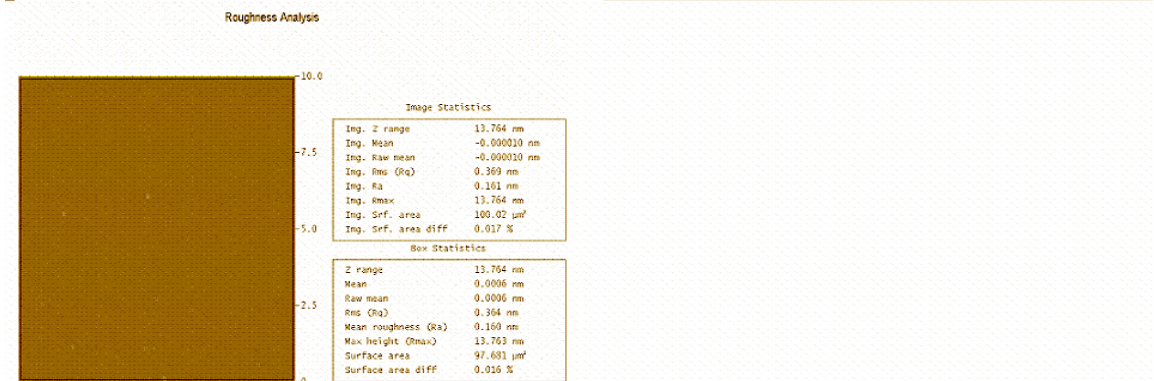 Roughness Analysis
10.0
7.5
5.0
2.5
0
Image Statistics
Img. Z range 13.764 nm
Img. Mean -0.000010 nm
Img. Raw mean -0.000010 nm
Img. Rms (Rq) 0.369 nm
Img. Ra 0.161 nm
Img. Rmax 13.764 nm
Img. Srf. area 100.02 µm²
Img. Srf. area diff 0.017 %
Box Statistics
Z range 13.764 nm
Mean 0.0006 nm
Raw mean 0.0006 nm
Rms (Rq) 0.364 nm
Mean roughness (Ra) 0.160 nm
Max height (Rmax) 13.763 nm
Surface area 97.681 µm²
Surface area diff 0.016 %